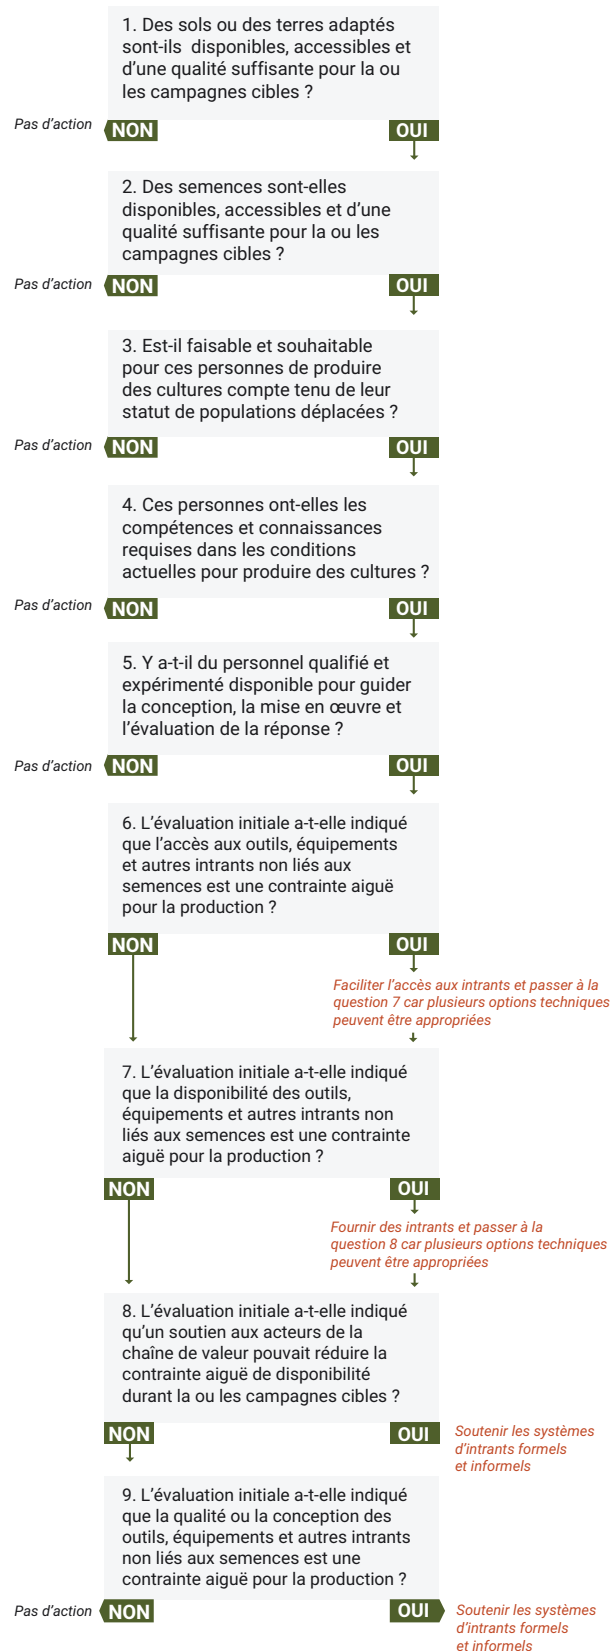 1. Des sols ou des terres adaptés
sont-ils disponibles, accessibles et
d'une qualité suffisante pour la ou
les campagnes cibles ?
Pas d'action
NON
OUI
2. Des semences sont-elles
disponibles, accessibles et d'une
qualité suffisante pour la ou les
campagnes cibles ?
Pas d'action
NON
OUI
3. Est-il faisable et souhaitable
pour ces personnes de produire
des cultures compte tenu de leur
statut de populations déplacées ?
Pas d'action
NON
OUI
4. Ces personnes ont-elles les
compétences et connaissances
requises dans les conditions
actuelles pour produire des cultures ?
Pas d'action
NON
OUI
5. Y a-t-il du personnel qualifié et
expérimenté disponible pour guider
la conception, la mise en œuvre et
l'évaluation de la réponse ?
Pas d'action
NON
OUI
6. L'évaluation initiale a-t-elle indiqué
que l'accès aux outils, équipements
et autres intrants non liés aux
semences est une contrainte aiguë
pour la production ?
NON
OUI
Faciliter l'accès aux intrants et passer à la
question 7 car plusieurs options techniques
peuvent être appropriées
7. L'évaluation initiale a-t-elle indiqué
que la disponibilité des outils,
équipements et autres intrants non
liés aux semences est une contrainte
aiguë pour la production ?
NON
OUI
Fournir des intrants et passer à la
question 8 car plusieurs options techniques
peuvent être appropriées
8. L'évaluation initiale a-t-elle indiqué
qu'un soutien aux acteurs de la
chaîne de valeur pouvait réduire la
contrainte aiguë de disponibilité
durant la ou les campagnes cibles ?
NON
OUI
Soutenir les systèmes
d'intrants formels
et informels
9. L'évaluation initiale a-t-elle indiqué
que la qualité ou la conception des
outils, équipements et autres intrants
non liés aux semences est une
contrainte aiguë pour la production ?
Pas d'action
NON
OUI
Soutenir les systèmes
d'intrants formels
et informels